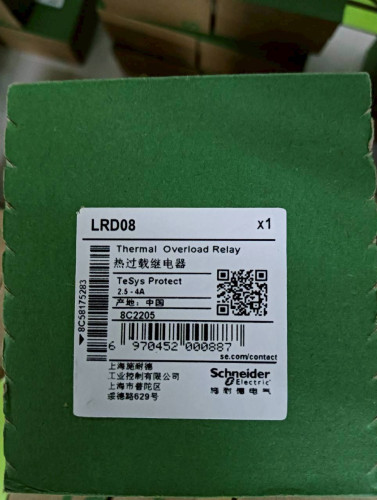 LRD08 x1
Thermal Overload Relay
热过载继电器
TeSys Protect
2.5 - 4A
产地: 中国
8C2205
8C58175283
6 970452 000887
se.com/contact
上海施耐德
工业控制有限公司
上海市普陀区
绥德路629号
Schneider
Electric
施耐德电气